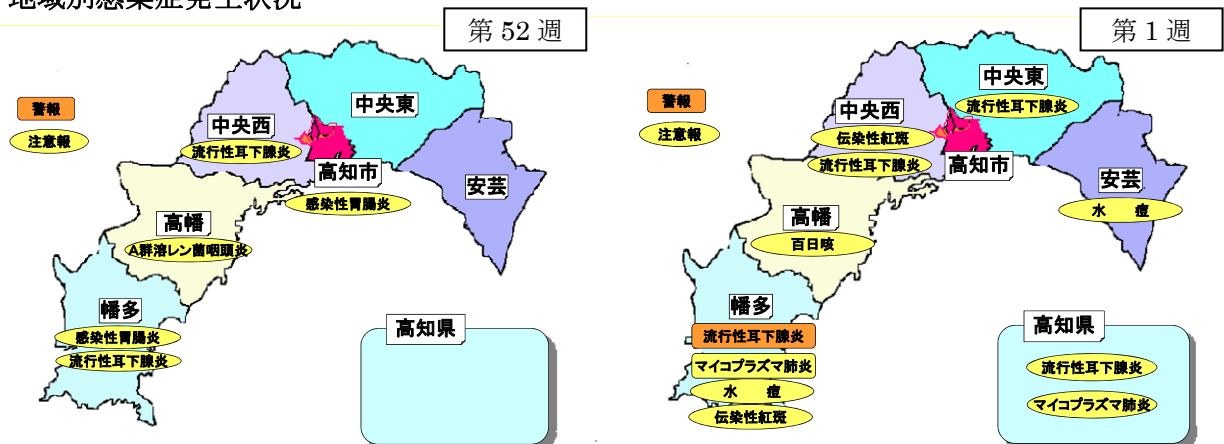 地域別感染症発生状況
第 52 週
警報
注意報
中央東
中央西
流行性耳下腺炎
高知市
感染性胃腸炎
安芸
高幡
A群溶レン菌咽頭炎
幡多
感染性胃腸炎
流行性耳下腺炎
高知県
第 1 週
警報
注意報
中央東
流行性耳下腺炎
中央西
伝染性紅斑
流行性耳下腺炎
高知市
安芸
水　痘
高幡
百日咳
幡多
流行性耳下腺炎
マイコプラズマ肺炎
水　痘
伝染性紅斑
高知県
流行性耳下腺炎
マイコプラズマ肺炎